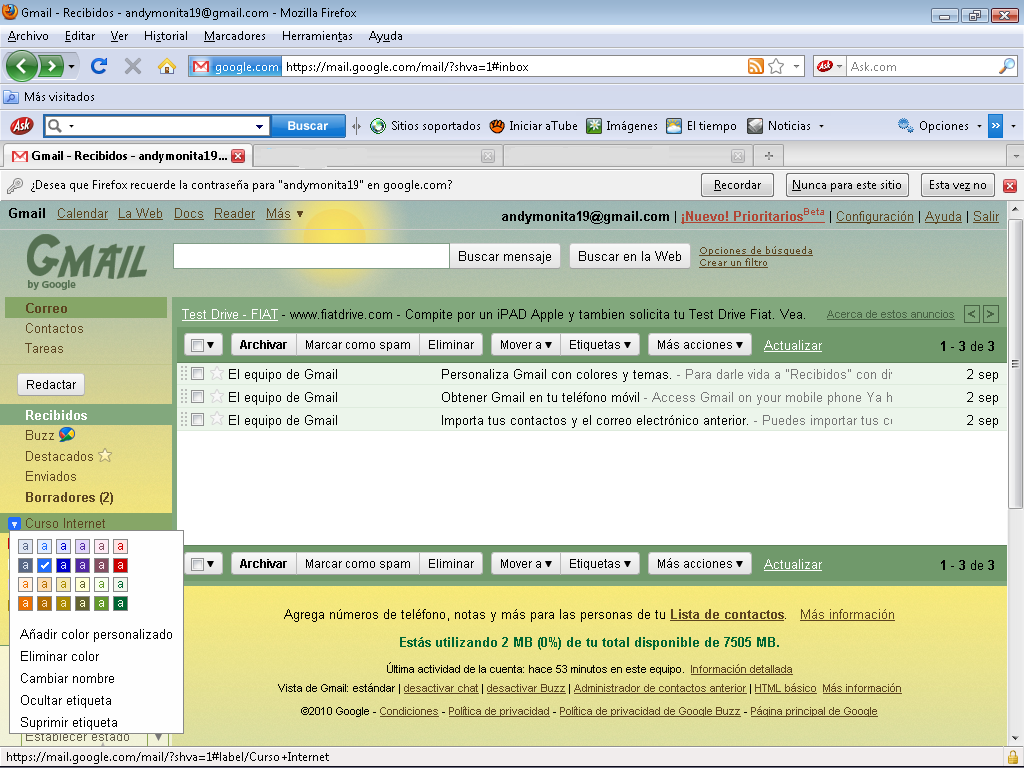 Gmail - Recibidos - andymonita19@gmail.com - Mozilla Firefox
Archivo Editar Ver Historial Marcadores Herramientas Ayuda
google.com https://mail.google.com/mail/?shva=1#inbox Ask Ask.com
Más visitados
Ask Buscar Sitios soportados Iniciar aTube Imágenes El tiempo Noticias Opciones »
Gmail - Recibidos - andymonita19...
¿Desea que Firefox recuerde la contraseña para "andymonita19" en google.com? Recordar Nunca para este sitio Esta vez no
Gmail Calendar La Web Docs Reader Más ▼ andymonita19@gmail.com | ¡Nuevo! Prioritarios Beta | Configuración | Ayuda | Salir
GMAIL
by Google
Buscar mensaje Buscar en la Web Opciones de búsqueda
Crear un filtro
Correo
Contactos
Tareas
Redactar
Recibidos
Buzz
Destacados
Enviados
Borradores (2)
Curso Internet
a a a a a a
a a a a a
a a a a a a
a a a a a a
Añadir color personalizado
Eliminar color
Cambiar nombre
Ocultar etiqueta
Suprimir etiqueta
Establecer estado
Test Drive - FIAT - www.fiatdrive.com - Compite por un iPAD Apple y tambien solicita tu Test Drive Fiat. Vea. Acerca de estos anuncios < >
Archivar Marcar como spam Eliminar Mover a ▼ Etiquetas ▼ Más acciones ▼ Actualizar 1 - 3 de 3
El equipo de Gmail Personaliza Gmail con colores y temas. - Para darle vida a "Recibidos" con di 2 sep
El equipo de Gmail Obtener Gmail en tu teléfono móvil - Access Gmail on your mobile phone Ya h 2 sep
El equipo de Gmail Importa tus contactos y el correo electrónico anterior. - Puedes importar tus co 2 sep
Archivar Marcar como spam Eliminar Mover a ▼ Etiquetas ▼ Más acciones ▼ Actualizar 1 - 3 de 3
Agrega números de teléfono, notas y más para las personas de tu Lista de contactos. Más información
Estás utilizando 2 MB (0%) de tu total disponible de 7505 MB.
Última actividad de la cuenta: hace 53 minutos en este equipo. Información detallada
Vista de Gmail: estándar | desactivar chat | desactivar Buzz | Administrador de contactos anterior | HTML básico Más información
©2010 Google - Condiciones - Política de privacidad - Política de privacidad de Google Buzz - Página principal de Google
https://mail.google.com/mail/?shva=1#label/Curso+Internet